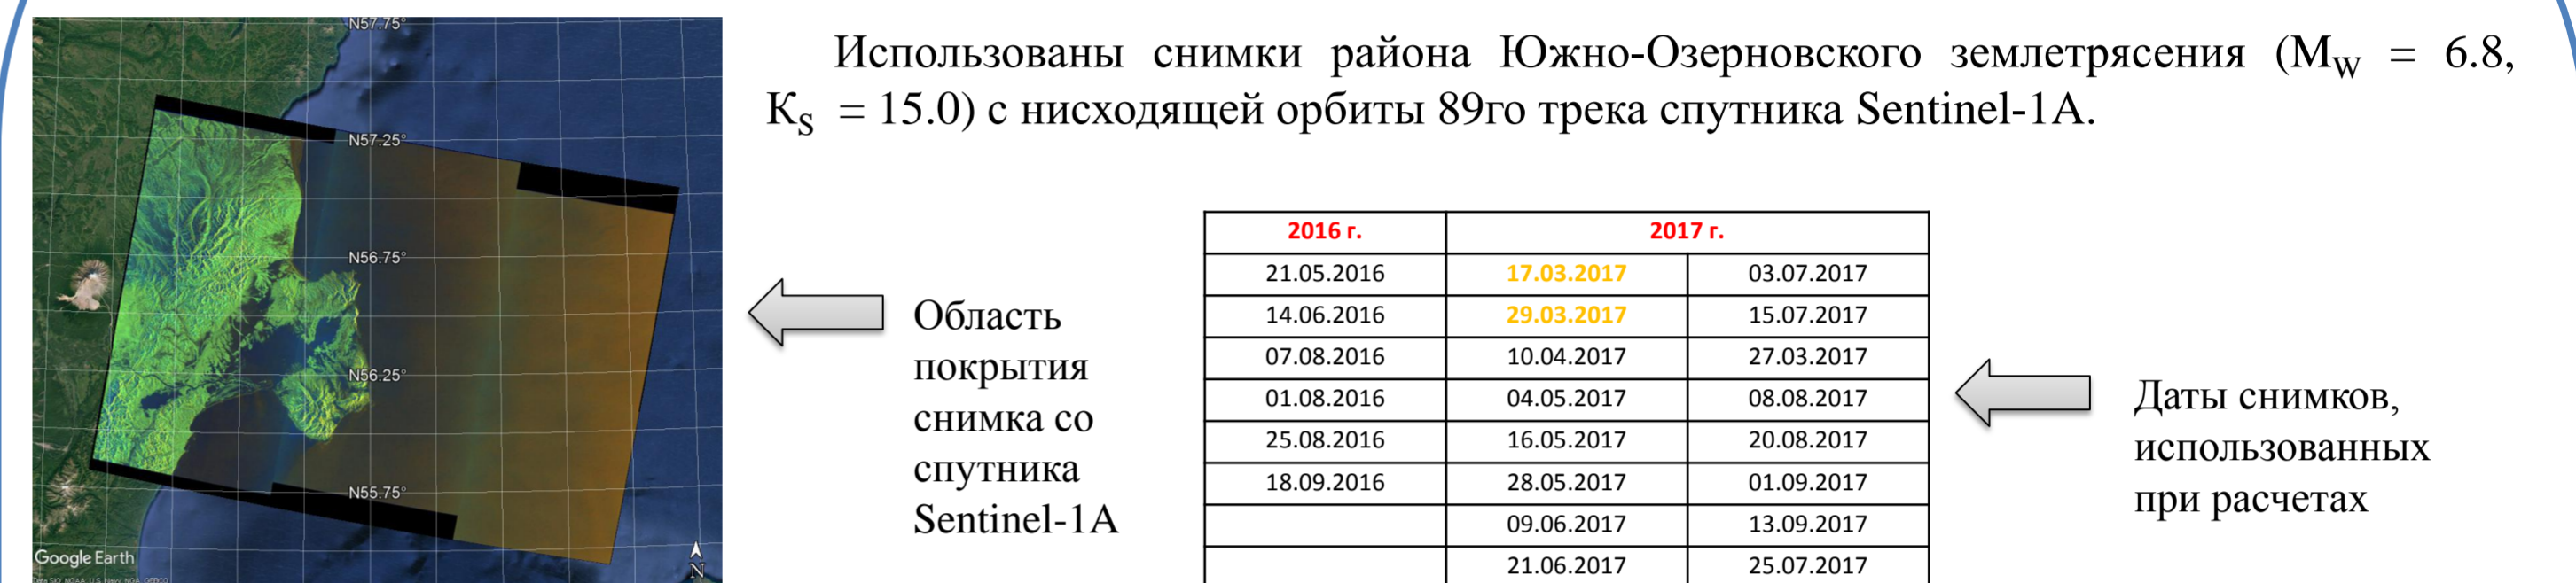 N57.75°
N57.25°
N56.75°
N56.25°
N55.75°
Google Earth
N
Использованы снимки района Южно-Озерновского землетрясения (Mw = 6.8,
Ks = 15.0) с нисходящей орбиты 89го трека спутника Sentinel-1A.
Область
покрытия
снимка со
спутника
Sentinel-1A
2016 г. 2017 г.
21.05.2016 17.03.2017 03.07.2017
14.06.2016 29.03.2017 15.07.2017
07.08.2016 10.04.2017 27.03.2017
01.08.2016 04.05.2017 08.08.2017
25.08.2016 16.05.2017 20.08.2017
18.09.2016 28.05.2017 01.09.2017
09.06.2017 13.09.2017
21.06.2017 25.07.2017
Даты снимков,
использованных
при расчетах